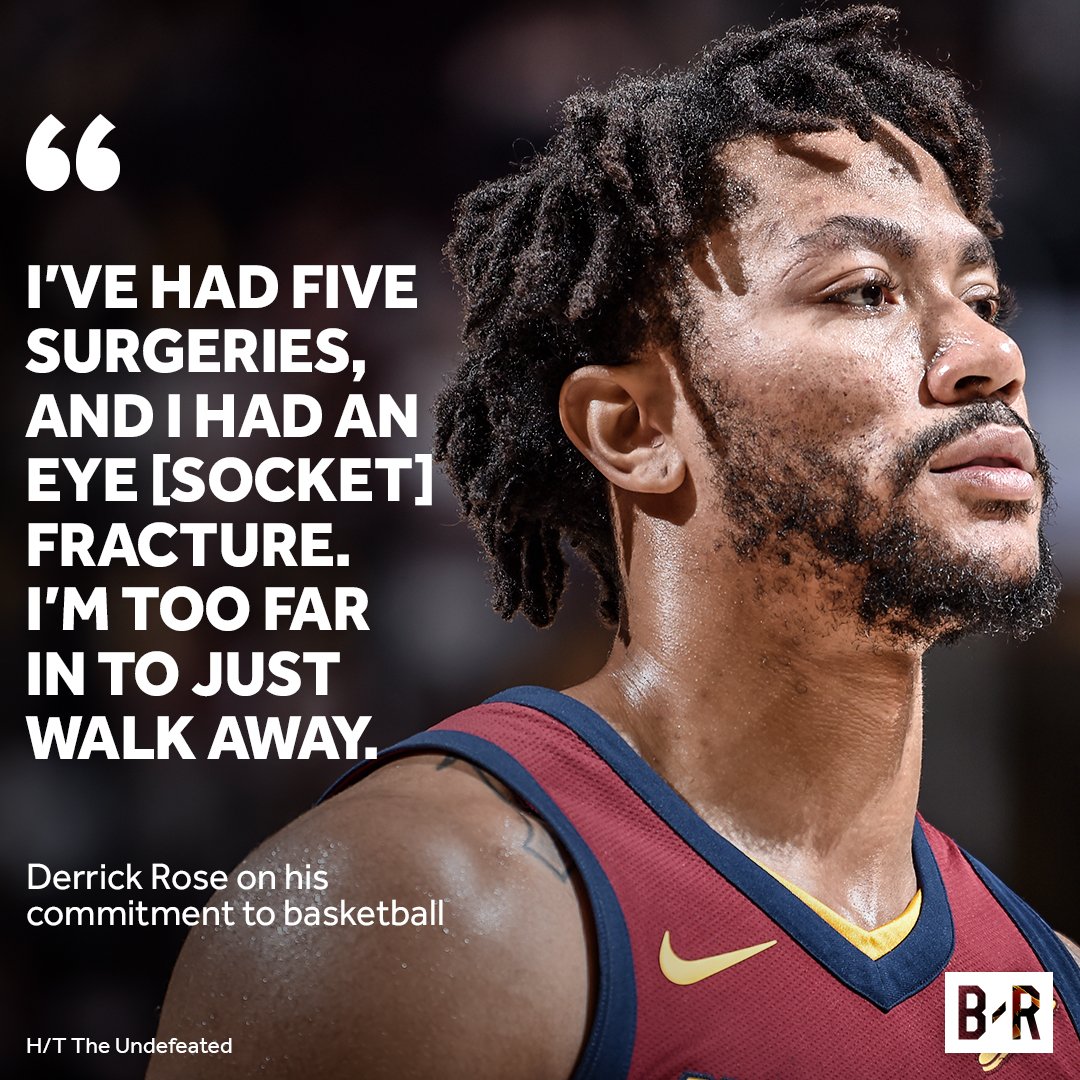 “
I’VE HAD FIVE
SURGERIES,
AND I HAD AN
EYE [SOCKET]
FRACTURE.
I’M TOO FAR
IN TO JUST
WALK AWAY.
Derrick Rose on his
commitment to basketball
H/T The Undefeated
B-R